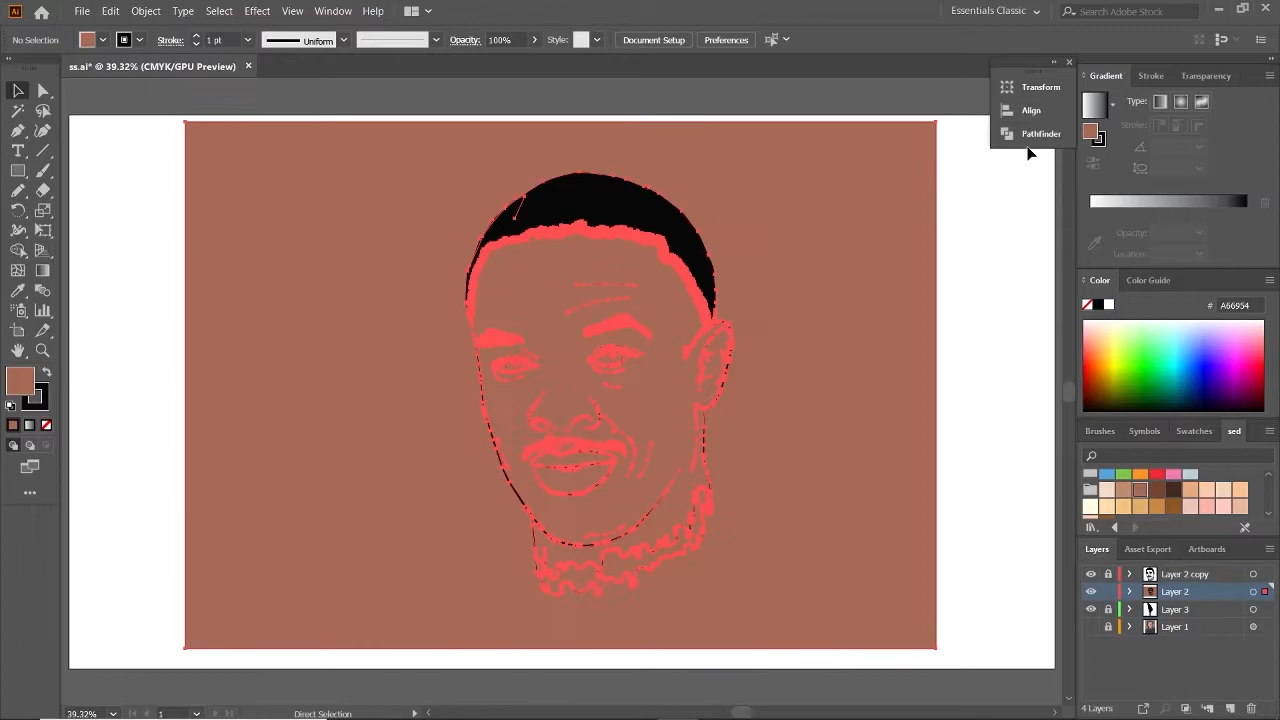 Ai File Edit Object Type Select Effect View Window Help Essentials Classic Search Adobe Stock
No Selection Stroke: 1 pt Uniform Opacity: 100% Style: Document Setup Preferences
ss.ai* @ 39.32% (CMYK/GPU Preview)
Transform
Align
Pathfinder
Gradient Stroke Transparency
Type:
Stroke:
Opacity:
Location:
Color Color Guide
# A66954
Brushes Symbols Swatches sed
Layers Asset Export Artboards
Layer 2 copy
Layer 2
Layer 3
Layer 1
4 Layers
39.32% 1 Direct Selection